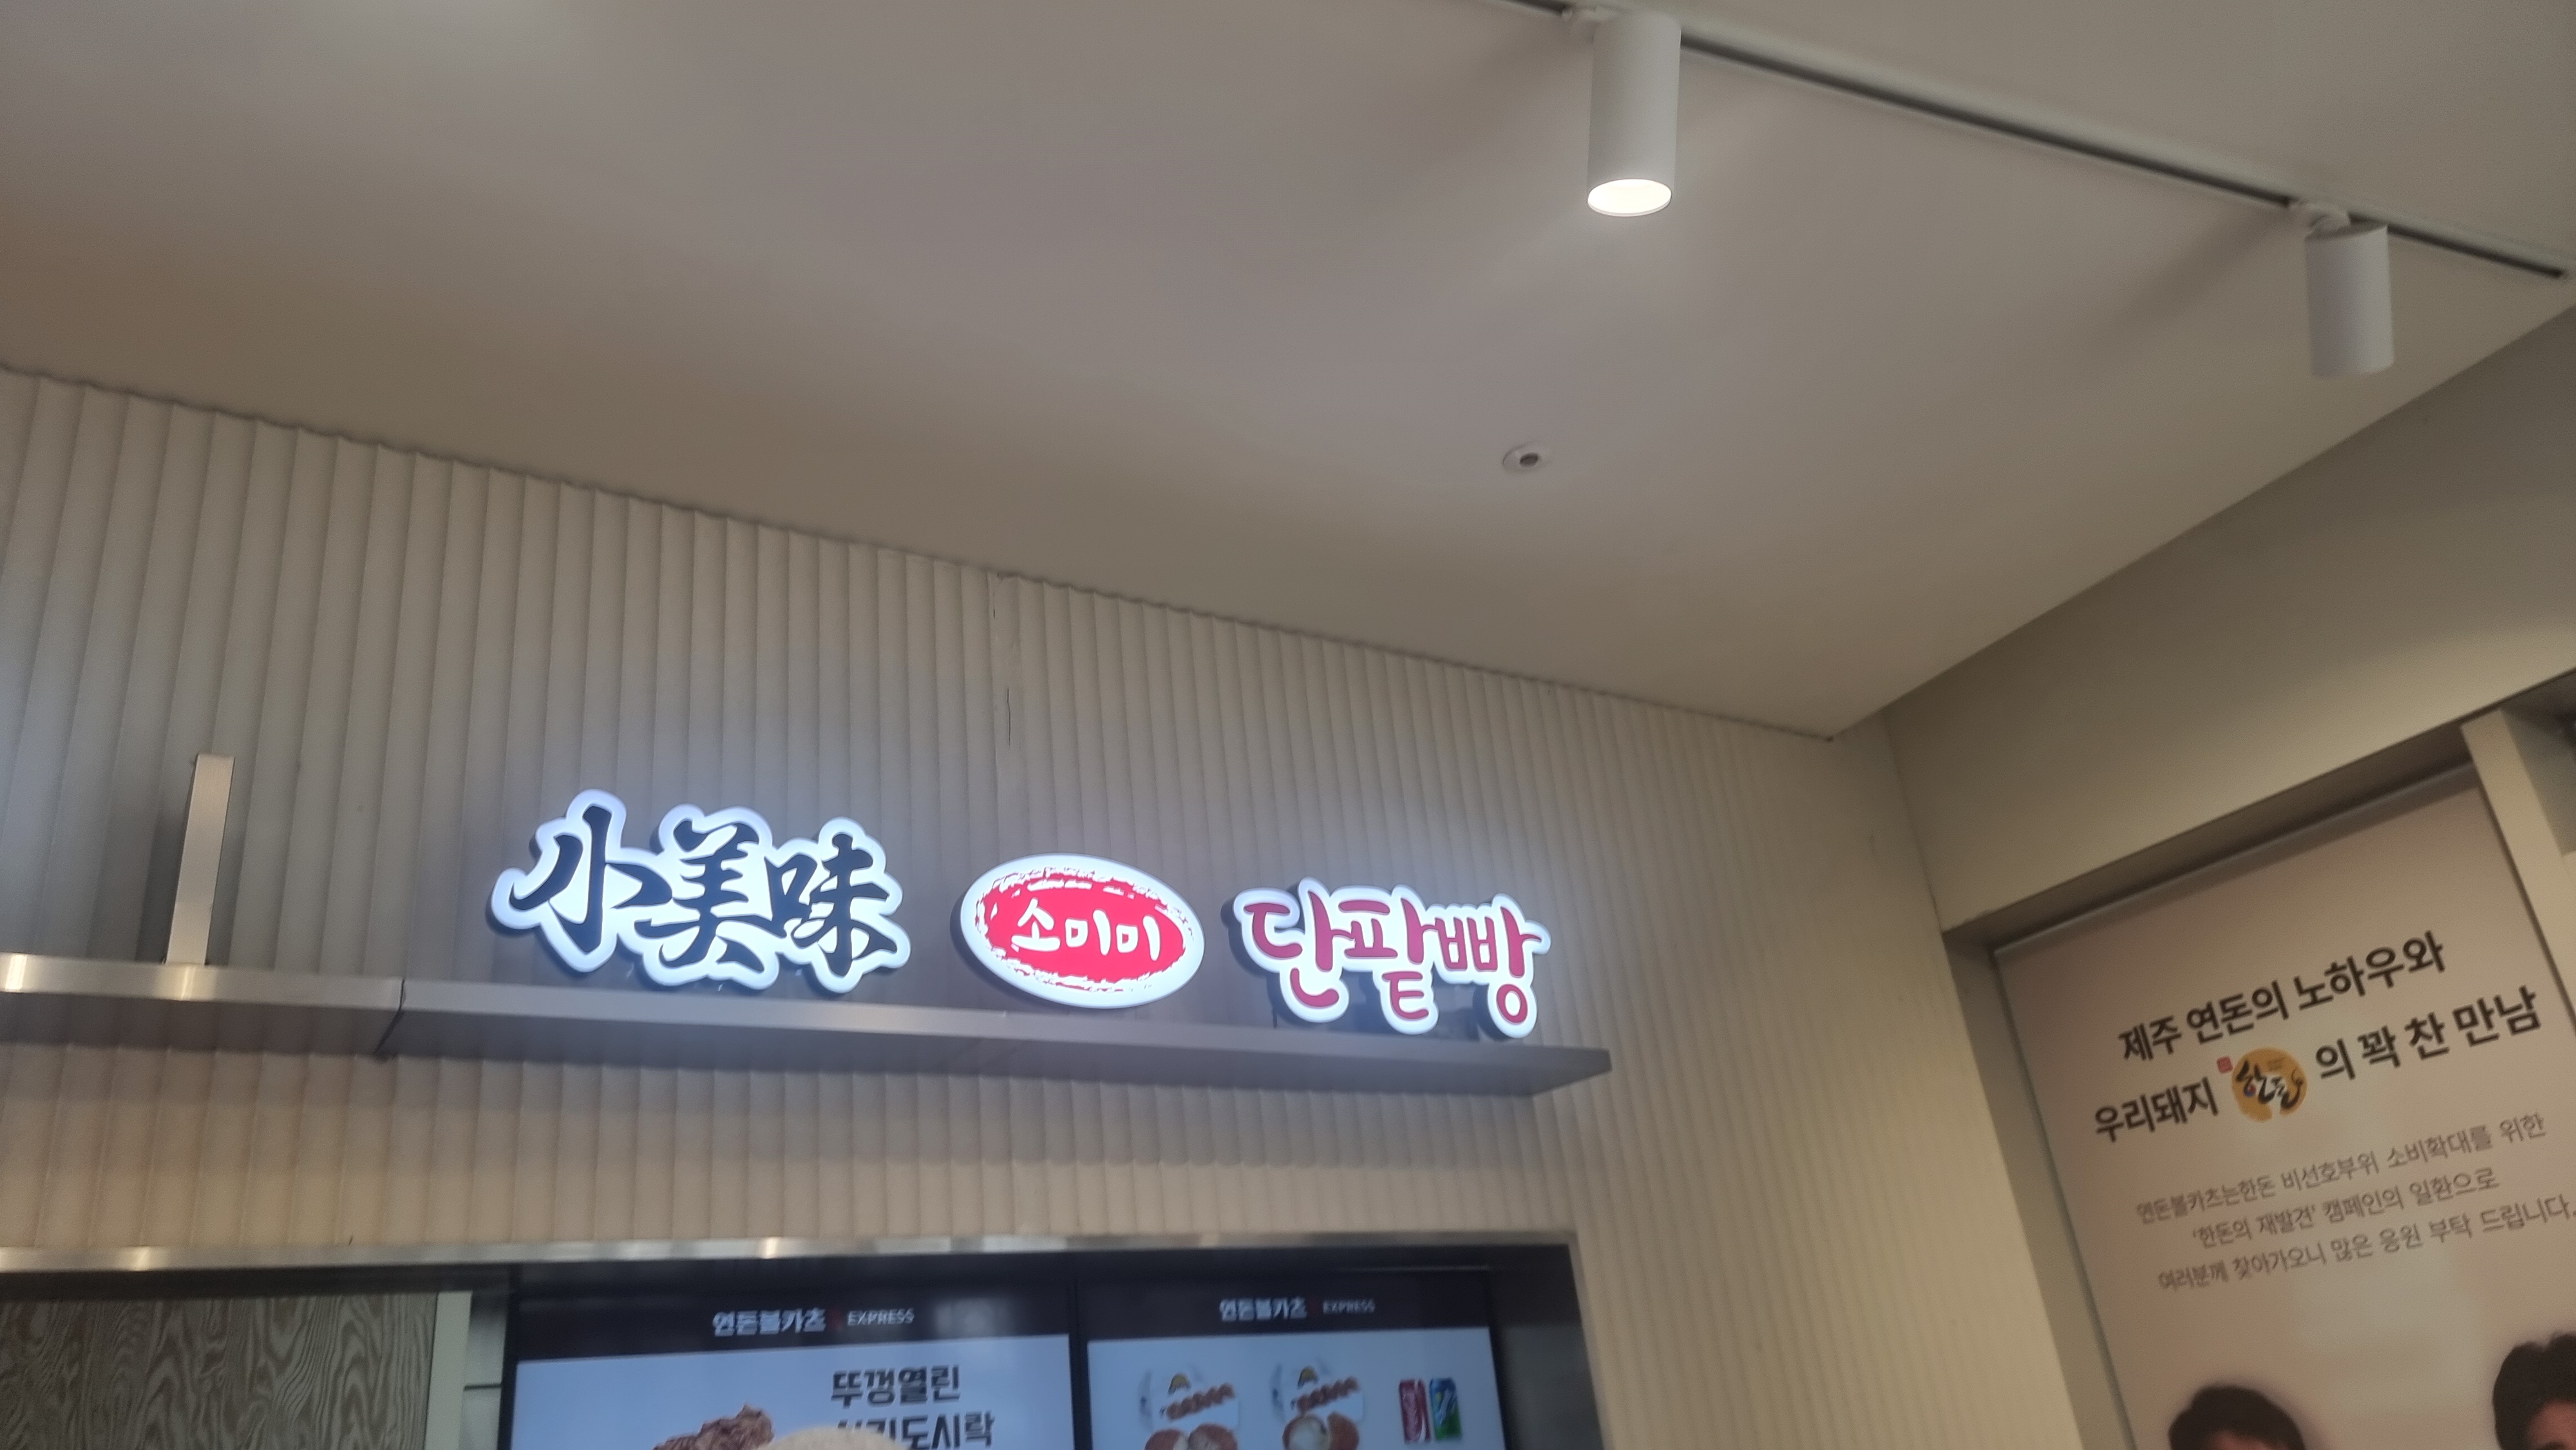 小美味 소미미 단팥빵
제주 연돈의 노하우와
우리돼지 한돈 의 꽉 찬 만남
연돈볼카츠는한돈 비선호부위 소비확대를 위한
'한돈의 재발견' 캠페인의 일환으로
여러분께 찾아가오니 많은 응원 부탁 드립니다.
연돈볼카츠 EXPRESS
뚜껑열린
연돈볼카츠 EXPRESS